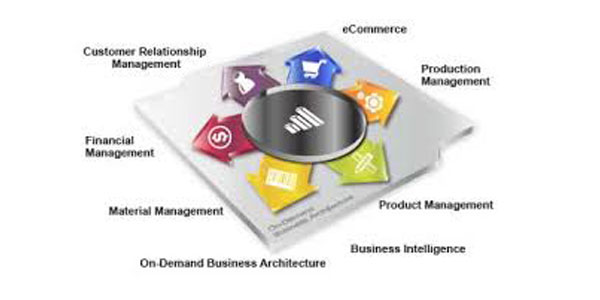 eCommerce
Customer Relationship
Management
Production
Management
Financial
Management
Material Management
Product Management
On-Demand
Business Architecture
Business Intelligence
On-Demand Business Architecture